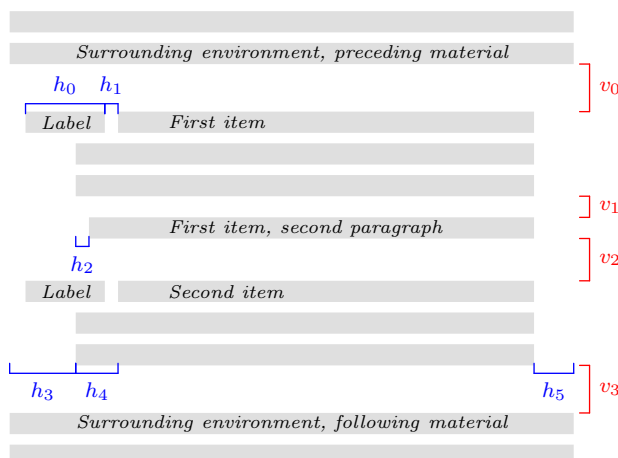 Surrounding environment, preceding material
h₀ h₁ v₀
Label First item
v₁
First item, second paragraph
h₂ v₂
Label Second item
h₃ h₄ h₅ v₃
Surrounding environment, following material